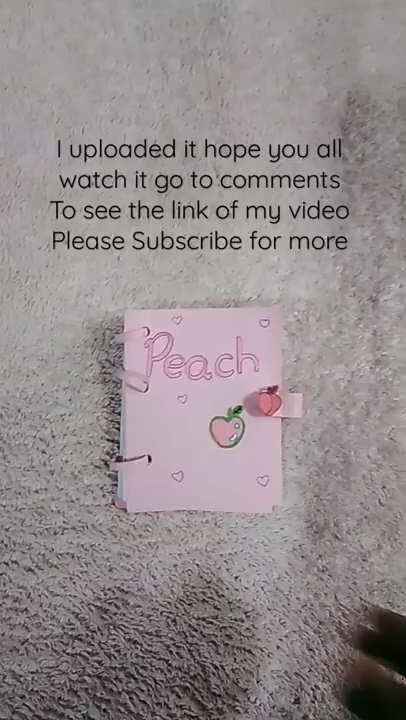 I uploaded it hope you all
watch it go to comments
To see the link of my video
Please Subscribe for more
Peach